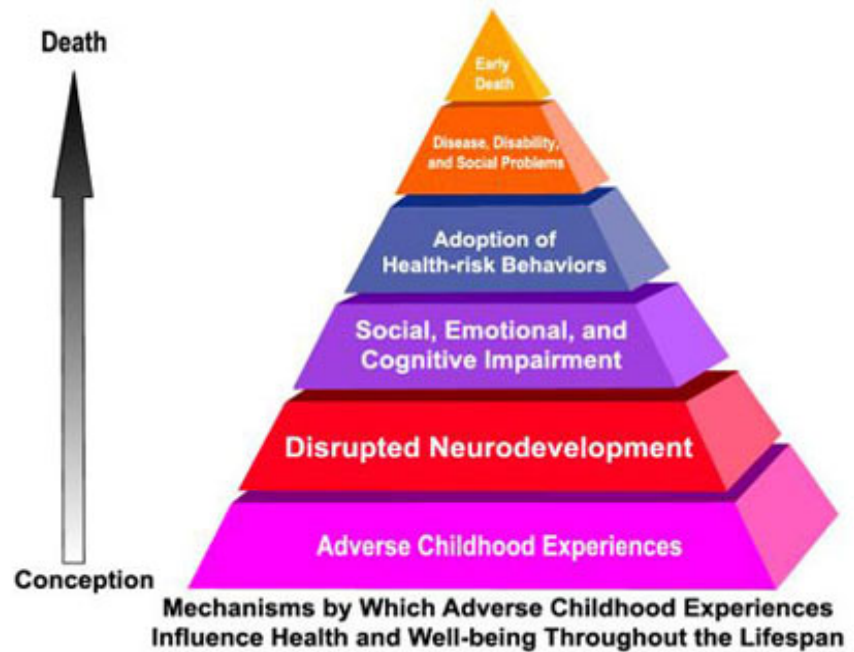 Death
Early
Death
Disease, Disability,
and Social Problems
Adoption of
Health-risk Behaviors
Social, Emotional, and
Cognitive Impairment
Disrupted Neurodevelopment
Adverse Childhood Experiences
Conception
Mechanisms by Which Adverse Childhood Experiences
Influence Health and Well-being Throughout the Lifespan